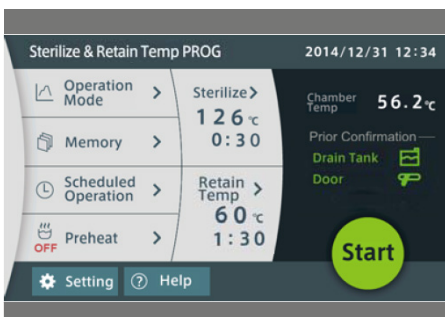 Sterilize & Retain Temp PROG
2014/12/31 12:34
Operation
Mode
Memory
Scheduled
Operation
OFF
Preheat
Setting
Help
Sterilize
126℃
0:30
Retain
Temp
60℃
1:30
Chamber
Temp
56.2℃
Prior Confirmation
Drain Tank
Door
Start